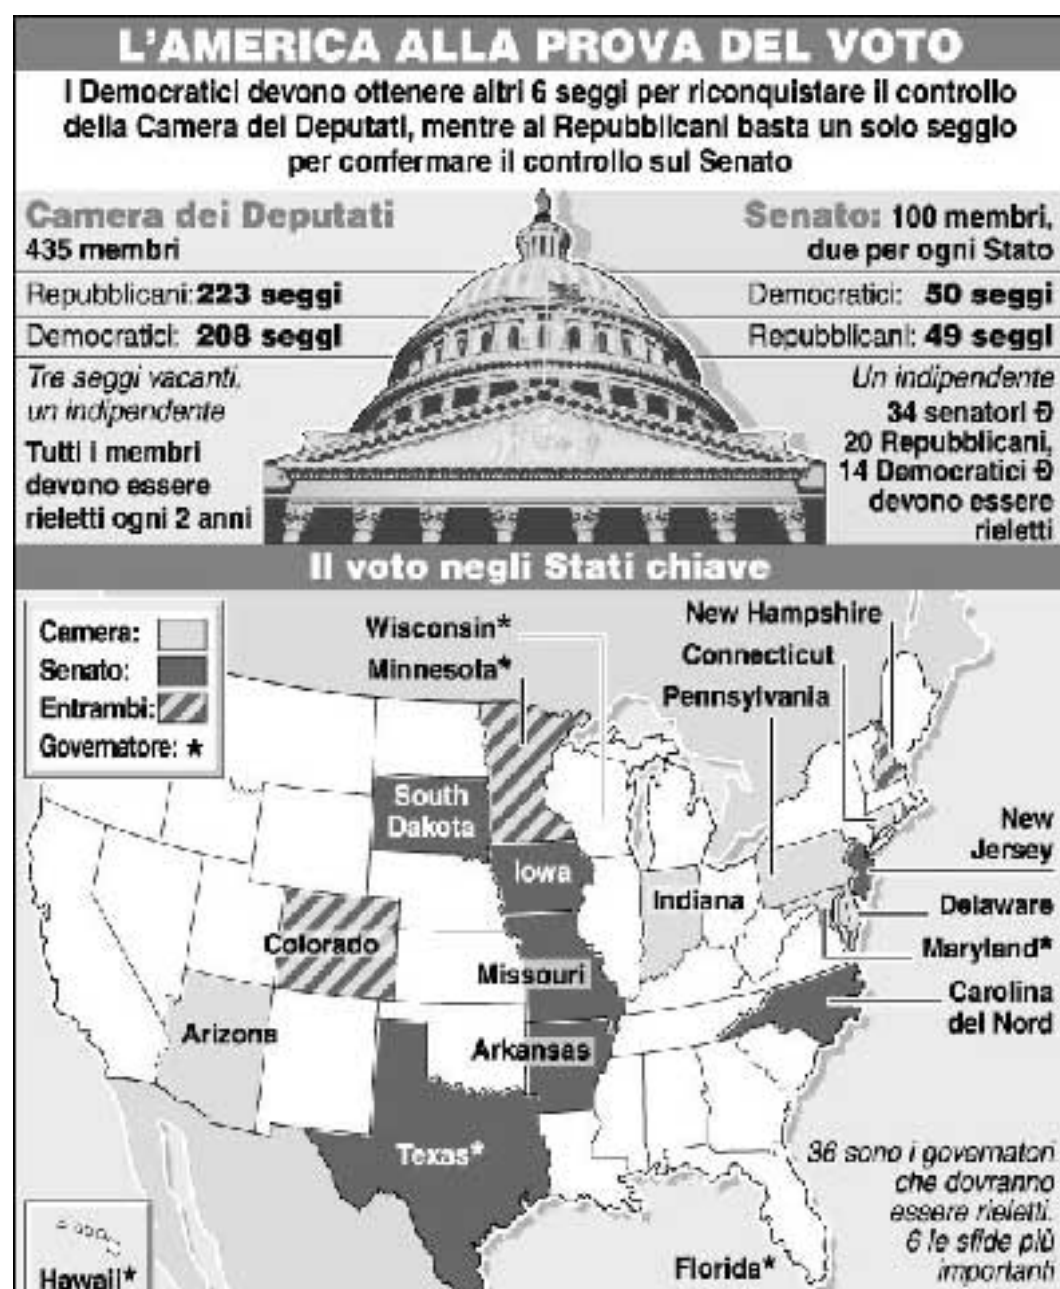 L'AMERICA ALLA PROVA DEL VOTO
I Democratici devono ottenere altri 6 seggi per riconquistare il controllo
della Camera dei Deputati, mentre ai Repubblicani basta un solo seggio
per confermare il controllo sul Senato
Camera dei Deputati
435 membri
Repubblicani: 223 seggi
Democratici: 208 seggi
Tre seggi vacanti.
un indipendente
Tutti i membri
devono essere
rieletti ogni 2 anni
Senato: 100 membri,
due per ogni Stato
Democratici: 50 seggi
Repubblicani: 49 seggi
Un indipendente
34 senatori Ð
20 Repubblicani,
14 Democratici Ð
devono essere
rieletti
Il voto negli Stati chiave
Camera:
Senato:
Entrambi:
Governatore: ★
Wisconsin*
Minnesota*
New Hampshire
Connecticut
Pennsylvania
South
Dakota
Iowa
Indiana
New
Jersey
Delaware
Maryland*
Colorado
Missouri
Carolina
del Nord
Arizona
Arkansas
Texas*
36 sono i governatori
che dovranno
essere rieletti.
6 le sfide più
importanti
Hawaii*
Florida*